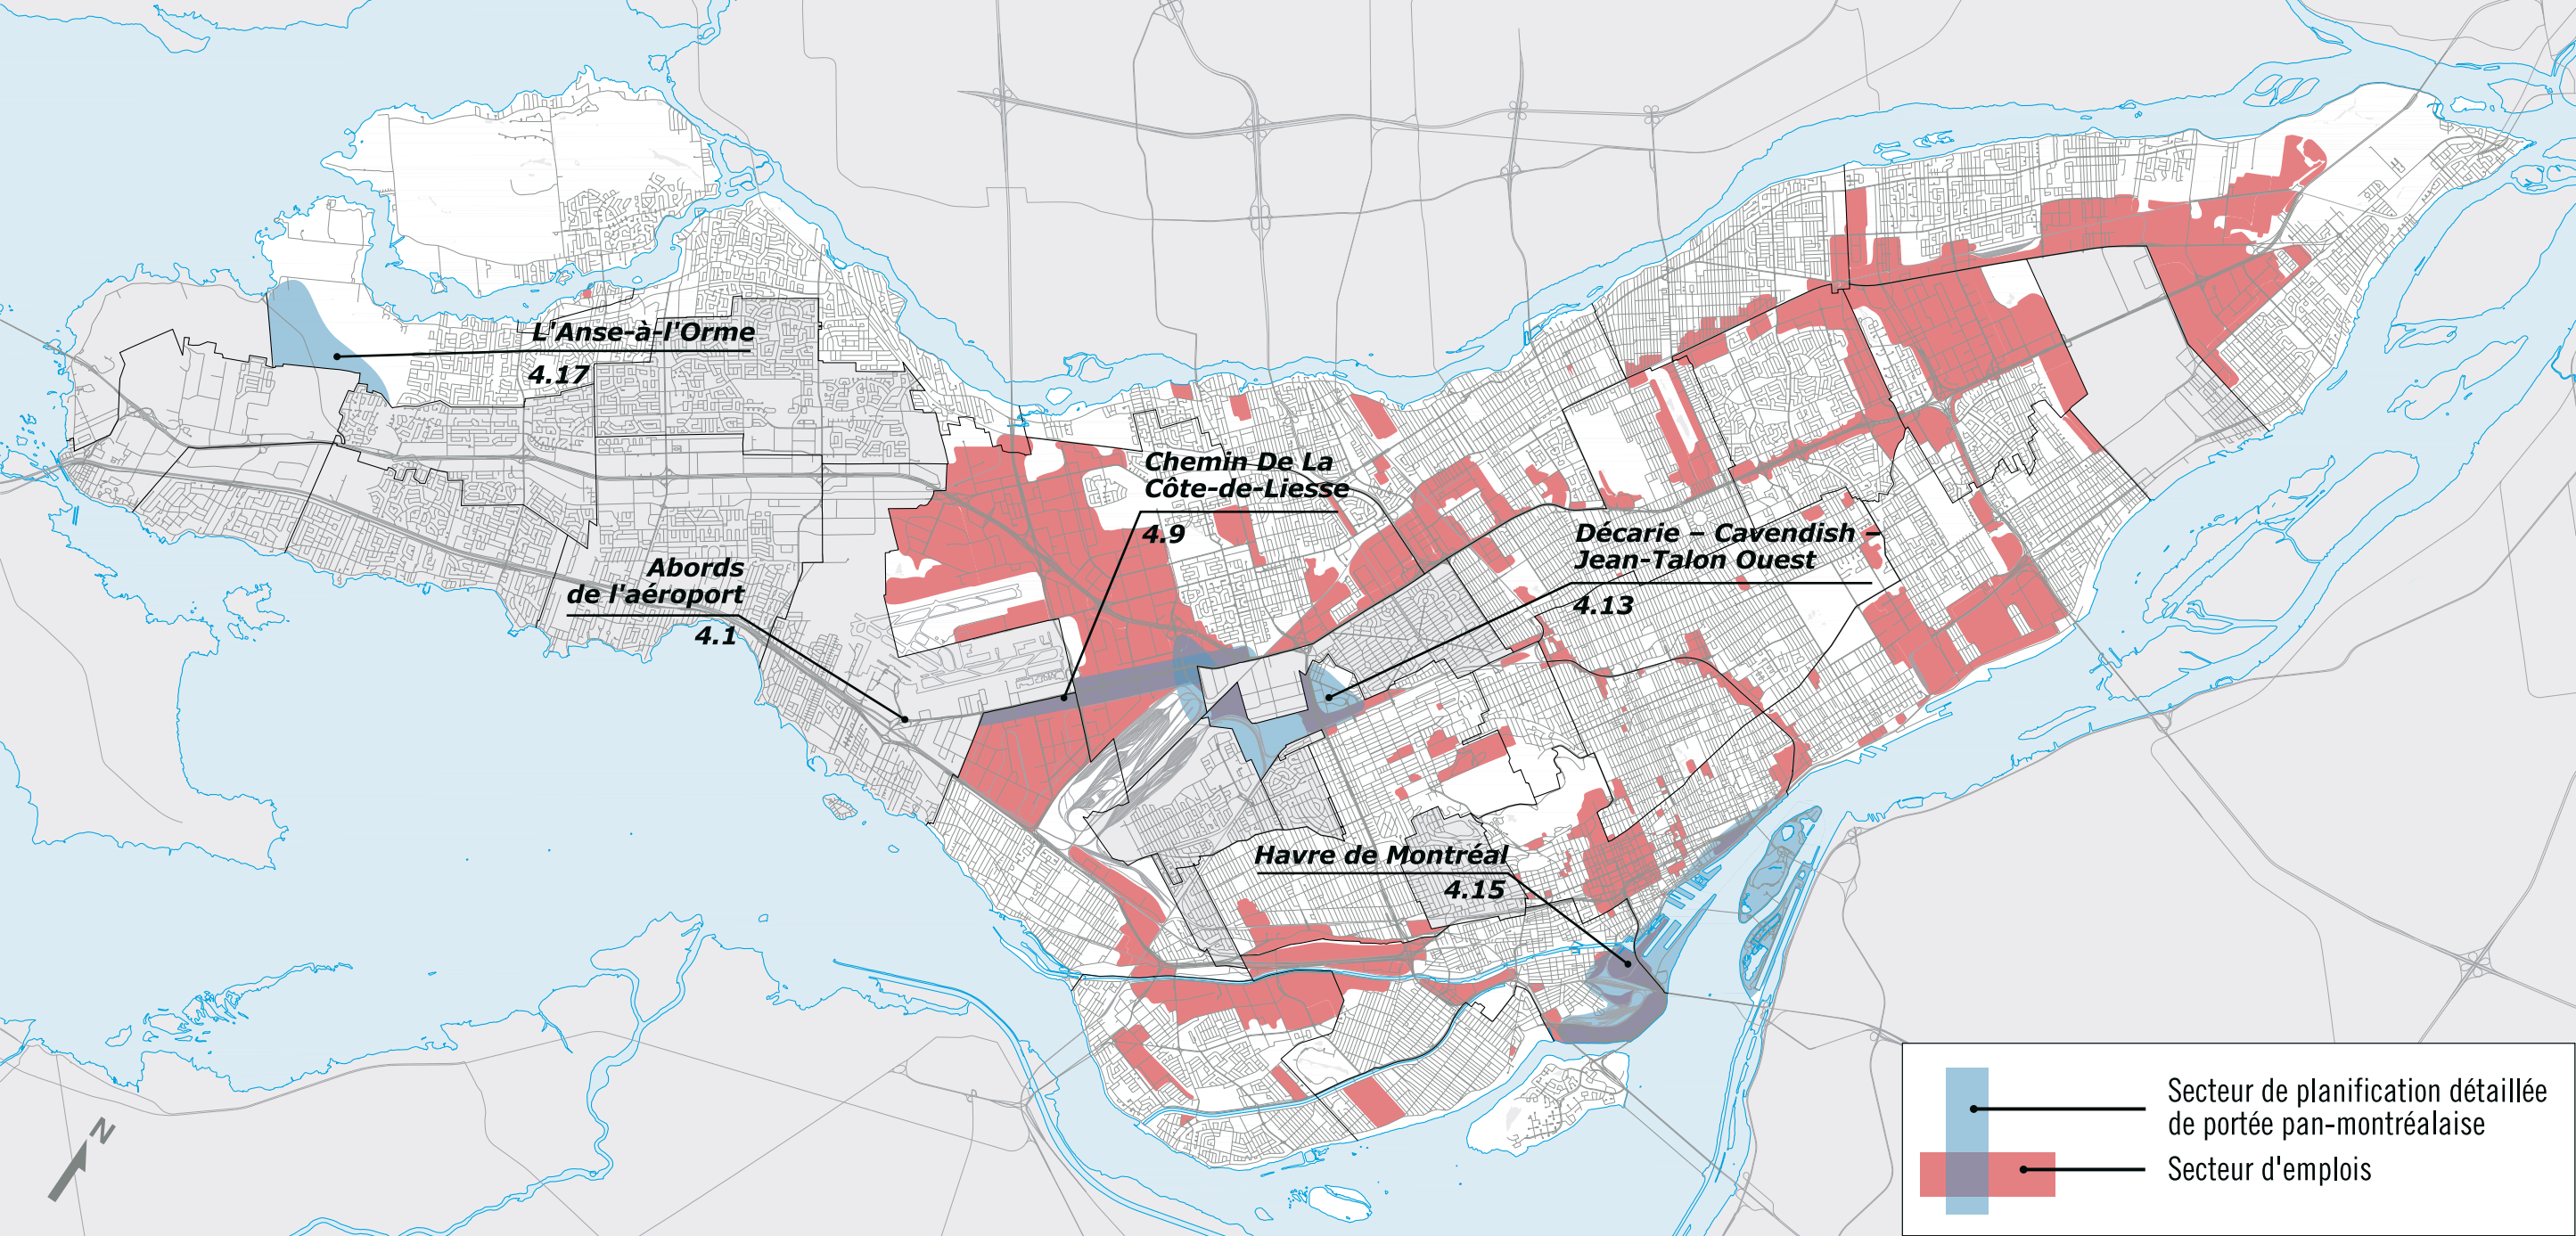 L'Anse-à-l'Orme
4.17
Chemin De La
Côte-de-Liesse
4.9
Décarie – Cavendish –
Jean-Talon Ouest
4.13
Abords
de l'aéroport
4.1
Havre de Montréal
4.15
N
Secteur de planification détaillée
de portée pan-montréalaise
Secteur d'emplois